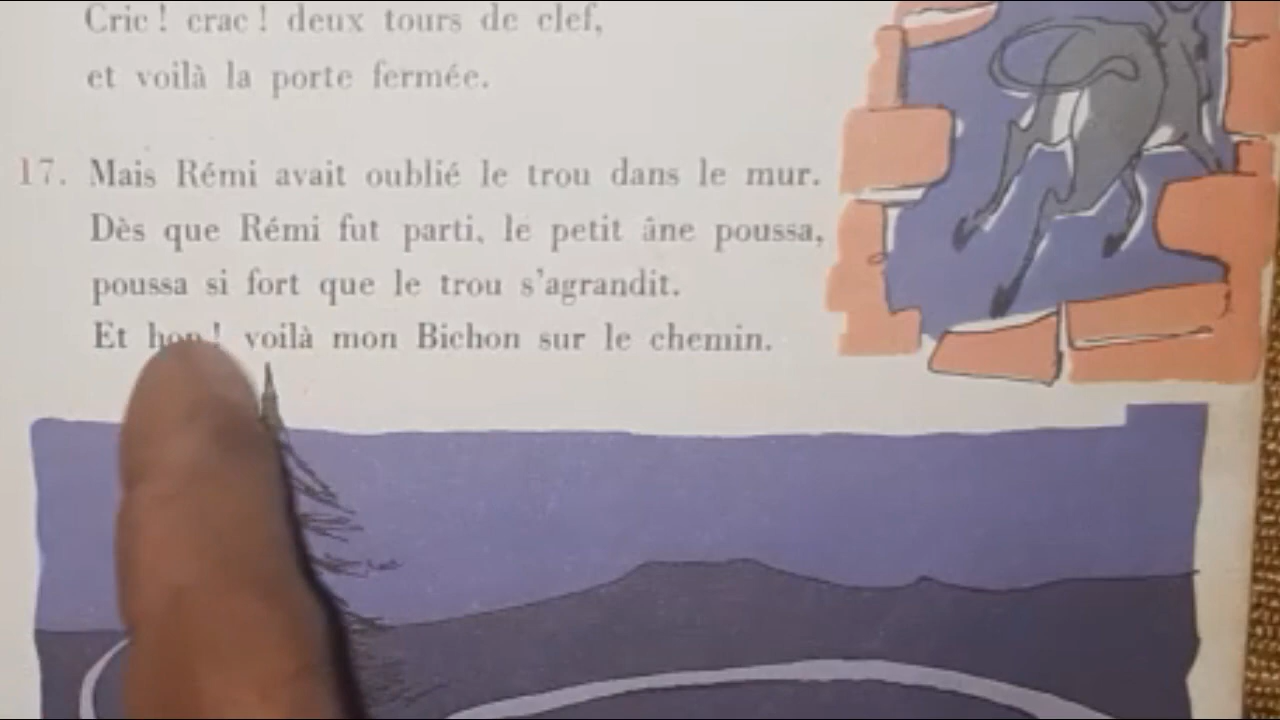 Cric ! crac ! deux tours de clef,
et voilà la porte fermée.
17. Mais Rémi avait oublié le trou dans le mur.
Dès que Rémi fut parti, le petit âne poussa,
poussa si fort que le trou s'agrandit.
Et hop ! voilà mon Bichon sur le chemin.